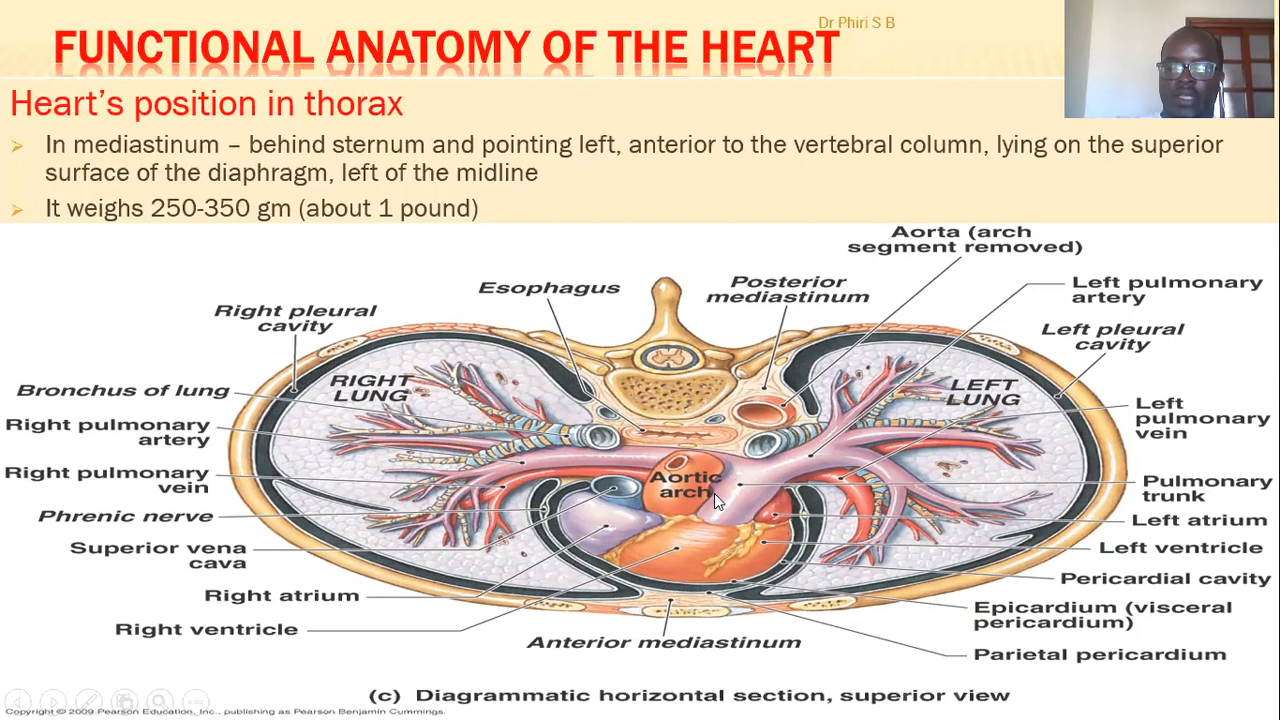 Dr Phiri S B
FUNCTIONAL ANATOMY OF THE HEART
Heart's position in thorax
In mediastinum – behind sternum and pointing left, anterior to the vertebral column, lying on the superior
surface of the diaphragm, left of the midline
It weighs 250-350 gm (about 1 pound)
Aorta (arch
segment removed)
Posterior
mediastinum
Esophagus
Left pulmonary
artery
Right pleural
cavity
Left pleural
cavity
RIGHT
LUNG
LEFT
LUNG
Bronchus of lung
Left
pulmonary
vein
Right pulmonary
artery
Right pulmonary
vein
Aortic
arch
Pulmonary
trunk
Phrenic nerve
Left atrium
Superior vena
cava
Left ventricle
Pericardial cavity
Right atrium
Epicardium (visceral
pericardium)
Right ventricle
Anterior mediastinum
Parietal pericardium
(c) Diagrammatic horizontal section, superior view
Copyright © 2009 Pearson Education, Inc., publishing as Pearson Benjamin Cummings.